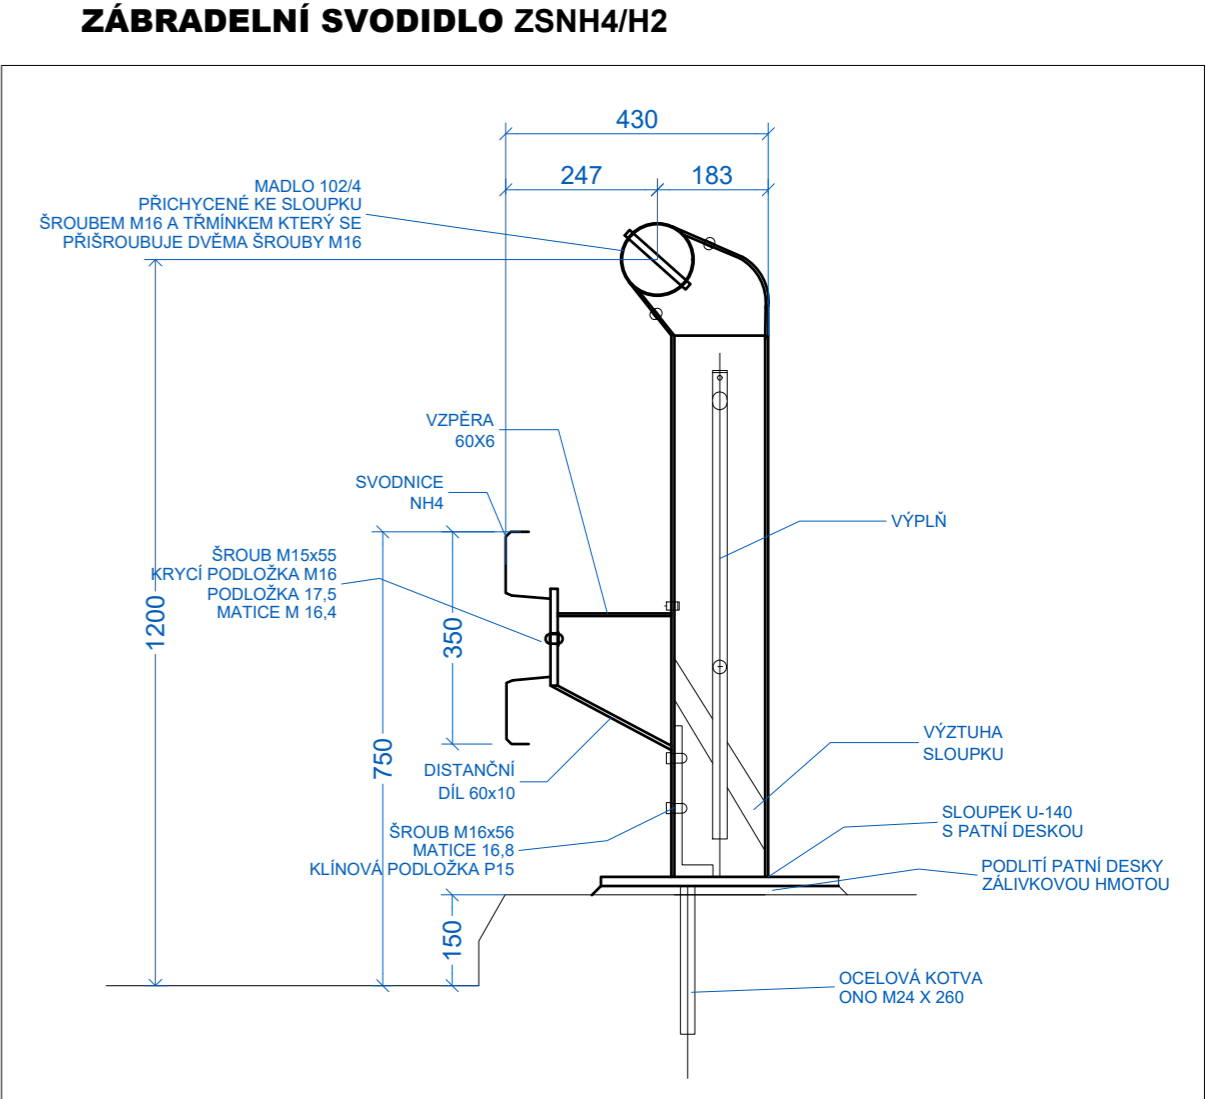 ZÁBRADELNÍ SVODIDLO ZSNH4/H2
430
247
183
MADLO 102/4
PŘICHYCENÉ KE SLOUPKU
ŠROUBEM M16 A TŘMÍNKEM KTERÝ SE
PŘIŠROUBUJE DVĚMA ŠROUBY M16
VZPĚRA
60X6
SVODNICE
NH4
VÝPLŇ
ŠROUB M15x55
KRYCÍ PODLOŽKA M16
PODLOŽKA 17,5
MATICE M 16,4
1200
350
750
VÝZTUHA
SLOUPKU
DISTANČNÍ
DÍL 60x10
SLOUPEK U-140
S PATNÍ DESKOU
ŠROUB M16x56
MATICE 16,8
KLÍNOVÁ PODLOŽKA P15
PODLITÍ PATNÍ DESKY
ZÁLIVKOVOU HMOTOU
150
OCELOVÁ KOTVA
ONO M24 X 260